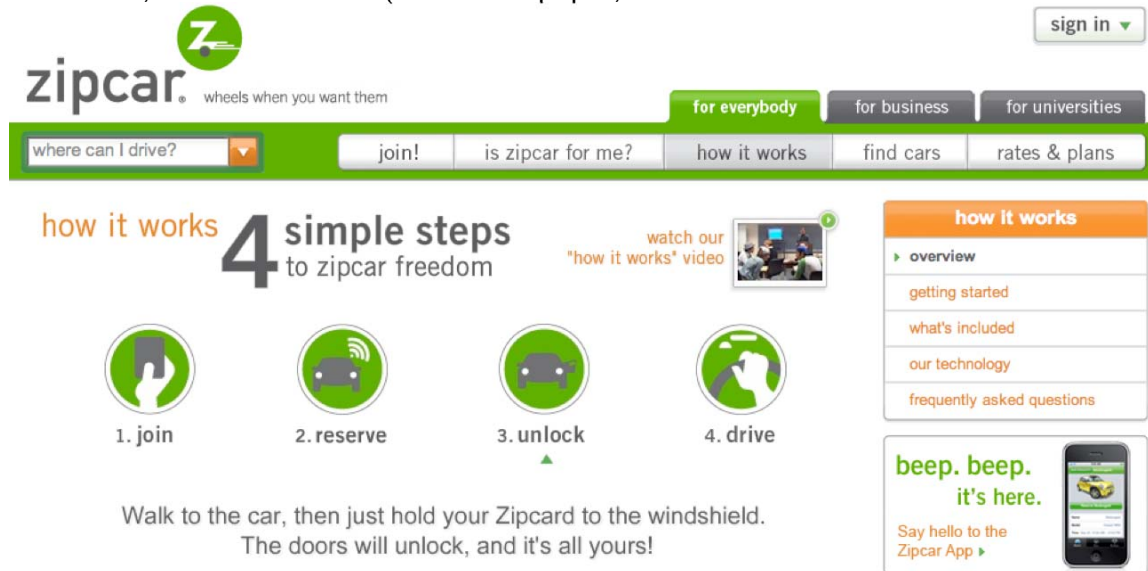 sign in
zipcar®
wheels when you want them
for everybody
for business
for universities
where can I drive?
join!
is zipcar for me?
how it works
find cars
rates & plans
how it works
4 simple steps
to zipcar freedom
watch our
"how it works" video
how it works
overview
getting started
what's included
our technology
frequently asked questions
1. join
2. reserve
3. unlock
4. drive
Walk to the car, then just hold your Zipcard to the windshield.
The doors will unlock, and it's all yours!
beep. beep.
it's here.
Say hello to the
Zipcar App